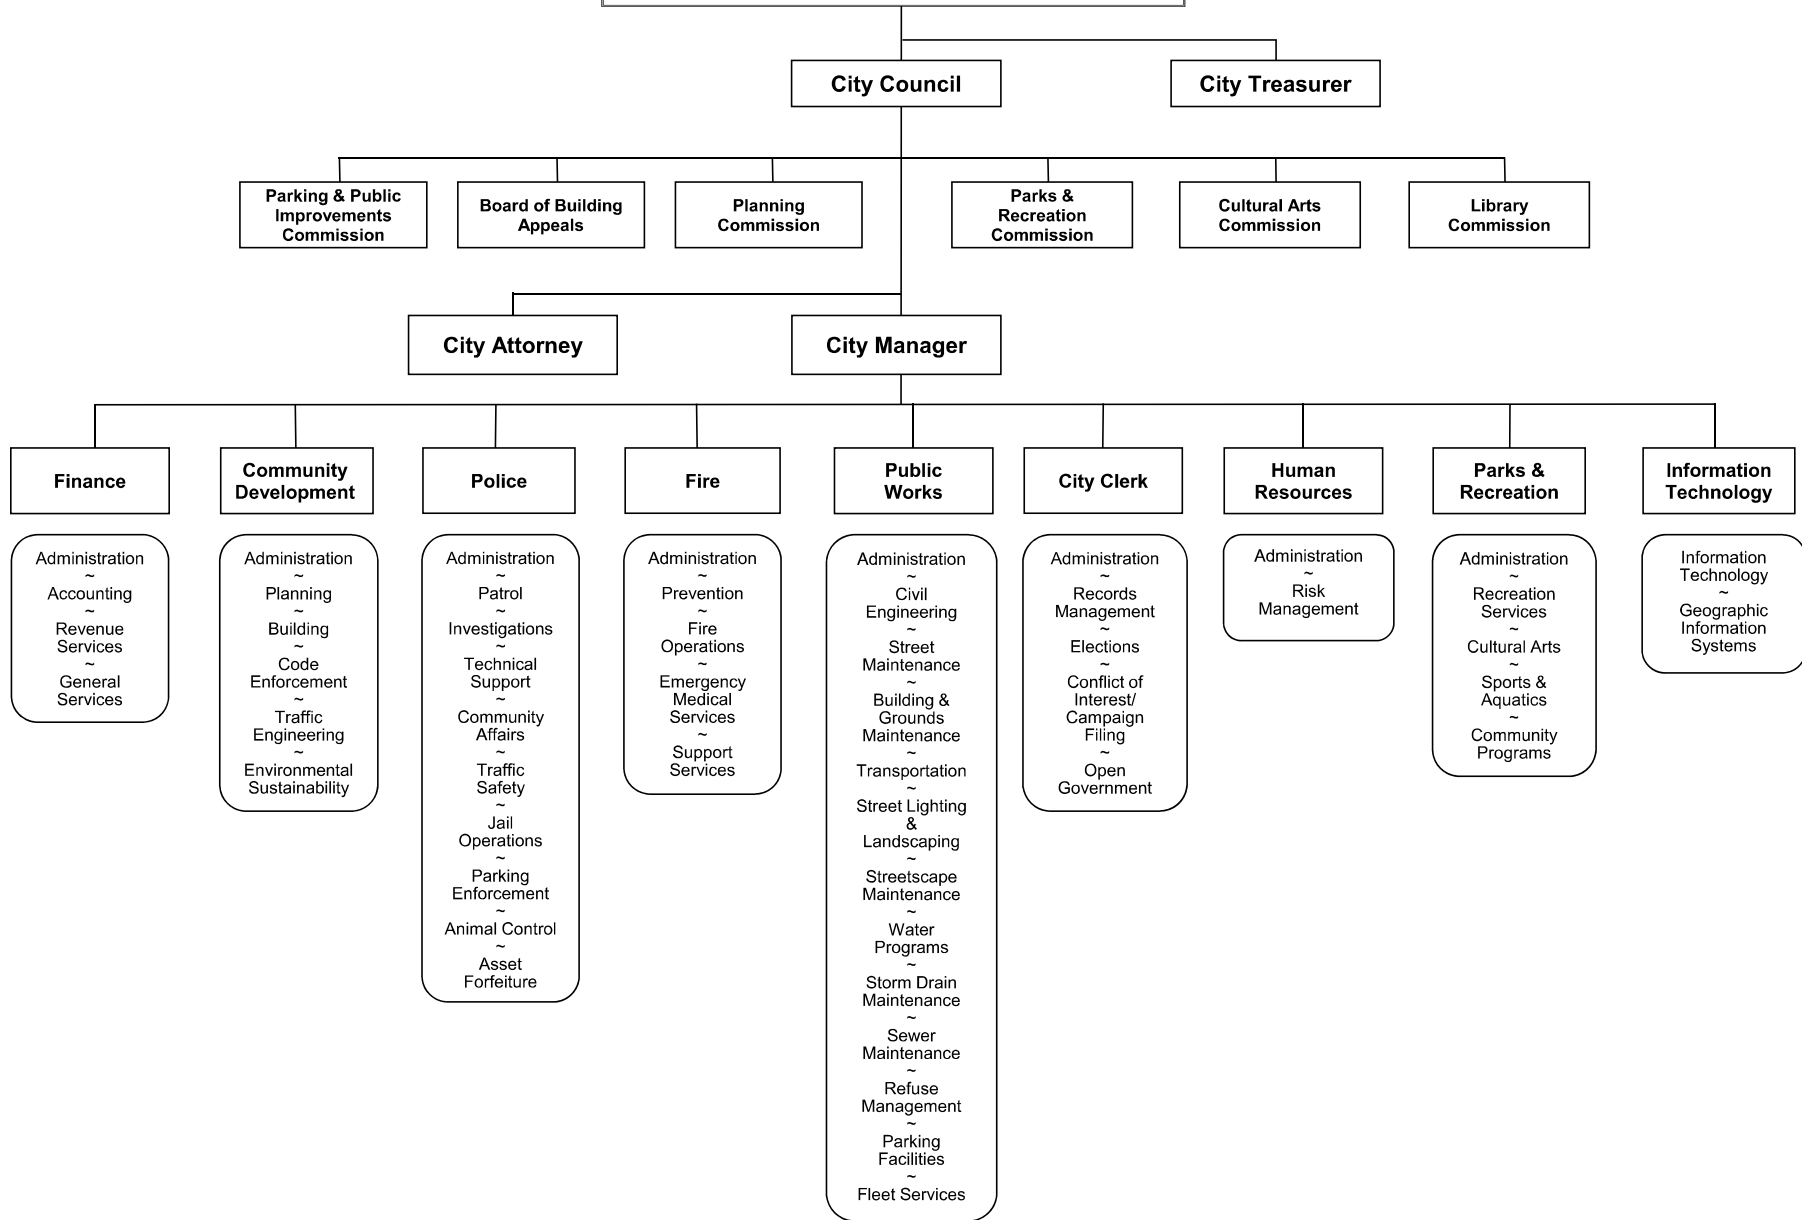 City Council
City Treasurer
Parking & Public
Improvements
Commission
Board of Building
Appeals
Planning
Commission
Parks &
Recreation
Commission
Cultural Arts
Commission
Library
Commission
City Attorney
City Manager
Finance
Community
Development
Police
Fire
Public
Works
City Clerk
Human
Resources
Parks &
Recreation
Information
Technology
Administration
~
Accounting
~
Revenue
Services
~
General
Services
Administration
~
Planning
~
Building
~
Code
Enforcement
~
Traffic
Engineering
~
Environmental
Sustainability
Administration
~
Patrol
~
Investigations
~
Technical
Support
~
Community
Affairs
~
Traffic
Safety
~
Jail
Operations
~
Parking
Enforcement
~
Animal Control
~
Asset
Forfeiture
Administration
~
Prevention
~
Fire
Operations
~
Emergency
Medical
Services
~
Support
Services
Administration
~
Civil
Engineering
~
Street
Maintenance
~
Building &
Grounds
Maintenance
~
Transportation
~
Street Lighting
&
Landscaping
~
Streetscape
Maintenance
~
Water
Programs
~
Storm Drain
Maintenance
~
Sewer
Maintenance
~
Refuse
Management
~
Parking
Facilities
~
Fleet Services
Administration
~
Records
Management
~
Elections
~
Conflict of
Interest/
Campaign
Filing
~
Open
Government
Administration
~
Risk
Management
Administration
~
Recreation
Services
~
Cultural Arts
~
Sports &
Aquatics
~
Community
Programs
Information
Technology
~
Geographic
Information
Systems